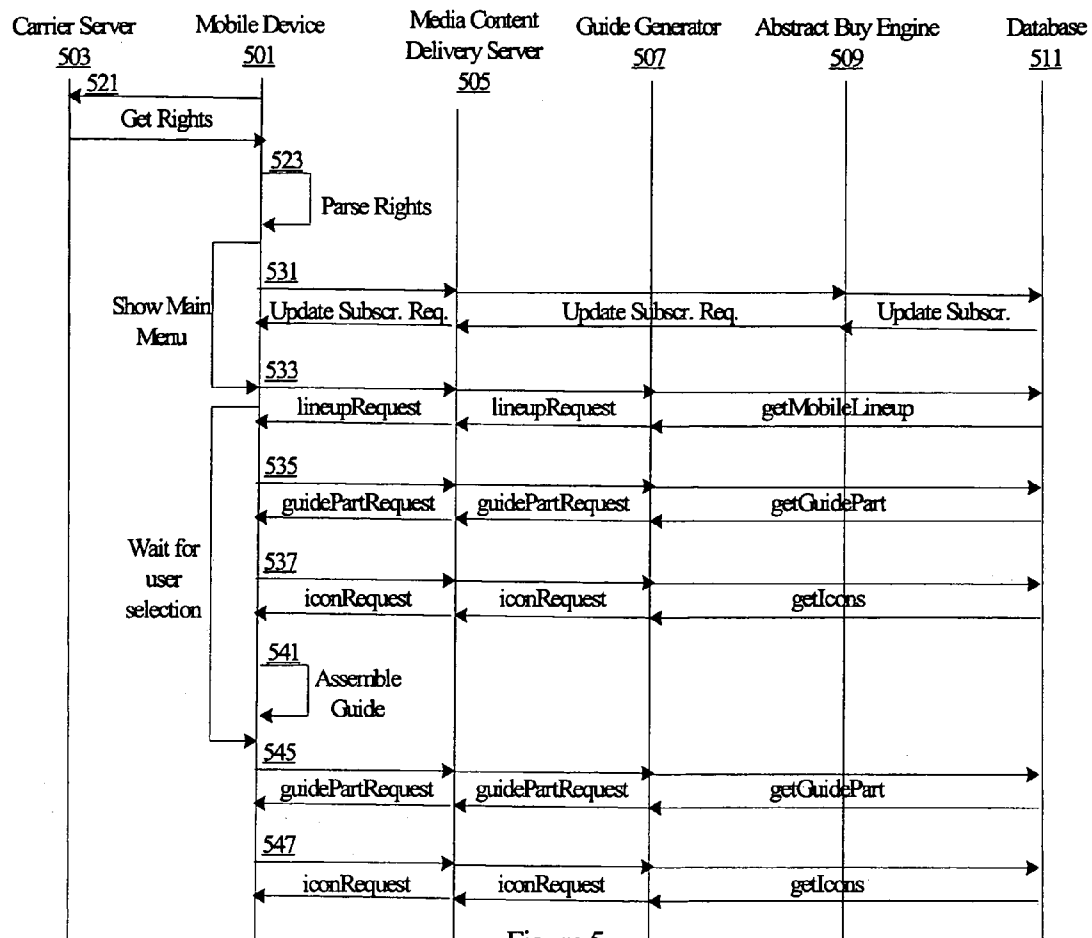 Carrier Server
503
Mobile Device
501
Media Content
Delivery Server
505
Guide Generator
507
Abstract Buy Engine
509
Database
511
521
Get Rights
523
Parse Rights
Show Main
Menu
531
Update Subscr. Req.
Update Subscr. Req.
Update Subscr.
533
lineupRequest
lineupRequest
getMobileLineup
Wait for
user
selection
535
guidePartRequest
guidePartRequest
getGuidePart
537
iconRequest
iconRequest
getIcons
541
Assemble
Guide
545
guidePartRequest
guidePartRequest
getGuidePart
547
iconRequest
iconRequest
getIcons